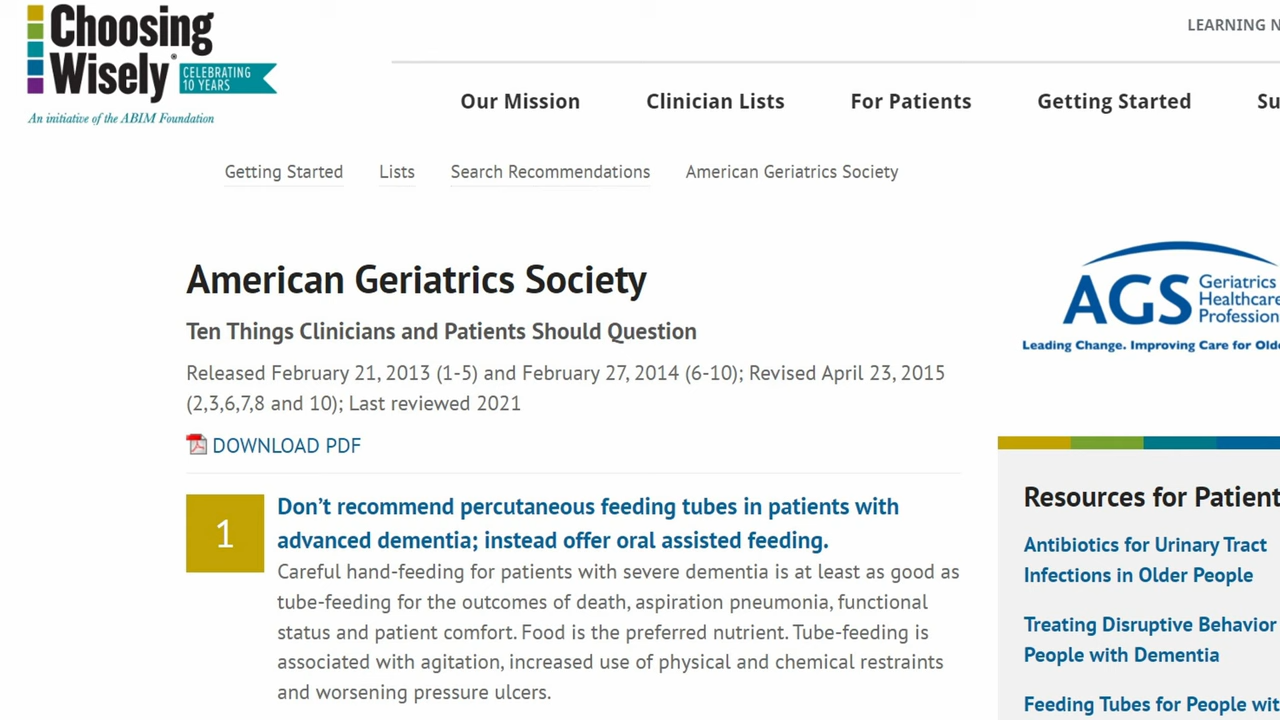 Choosing
Wisely®
CELEBRATING
10 YEARS
An initiative of the ABIM Foundation
LEARNING N
Our Mission
Clinician Lists
For Patients
Getting Started
Su
Getting Started
Lists
Search Recommendations
American Geriatrics Society
American Geriatrics Society
Ten Things Clinicians and Patients Should Question
Released February 21, 2013 (1-5) and February 27, 2014 (6-10); Revised April 23, 2015
(2,3,6,7,8 and 10); Last reviewed 2021
DOWNLOAD PDF
1
Don’t recommend percutaneous feeding tubes in patients with
advanced dementia; instead offer oral assisted feeding.
Careful hand-feeding for patients with severe dementia is at least as good as
tube-feeding for the outcomes of death, aspiration pneumonia, functional
status and patient comfort. Food is the preferred nutrient. Tube-feeding is
associated with agitation, increased use of physical and chemical restraints
and worsening pressure ulcers.
AGS
Geriatrics
Healthcare
Profession
Leading Change. Improving Care for Olde
Resources for Patient
Antibiotics for Urinary Tract
Infections in Older People
Treating Disruptive Behavior
People with Dementia
Feeding Tubes for People wit